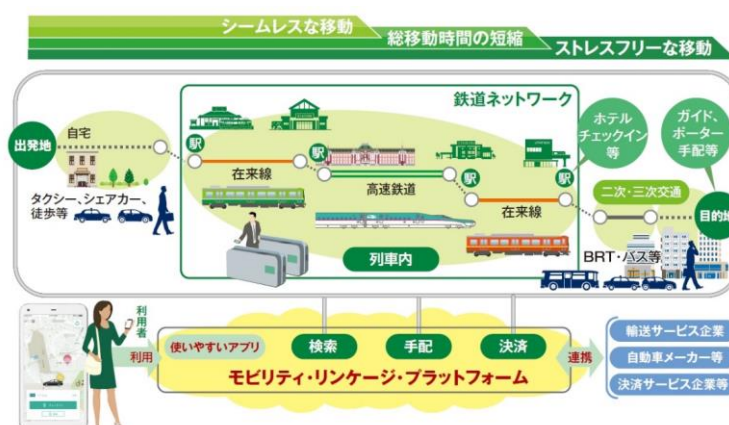 シームレスな移動
総移動時間の短縮
ストレスフリーな移動
鉄道ネットワーク
ホテル
チェックイン
等
ガイド、
ポーター
手配等
出発地
自宅
タクシー、シェアカー、
徒歩等
駅
在来線
駅
高速鉄道
駅
在来線
駅
列車内
二次・三次交通
目的地
BRT・バス等
利用者
利用
使いやすいアプリ
検索
手配
決済
モビリティ・リンケージ・プラットフォーム
連携
輸送サービス企業
自動車メーカー等
決済サービス企業等